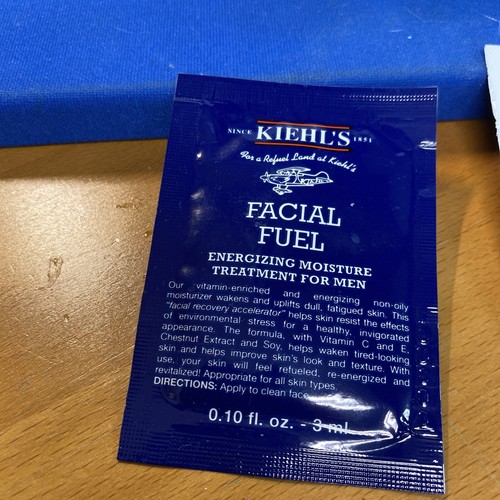 SINCE KIEHL'S 1851
For a Refuel Land at Kiehl's
FACIAL
FUEL
ENERGIZING MOISTURE
TREATMENT FOR MEN
Our vitamin-enriched and energizing non-oily
moisturizer wakens and uplifts dull, fatigued skin. This
"facial recovery accelerator" helps skin resist the effects
of environmental stress for a healthy, invigorated
appearance. The formula, with Vitamin C and E,
Chestnut Extract and Soy, helps waken tired-looking
skin and helps improve skin's look and texture. With
use, your skin will feel refueled, re-energized and
revitalized! Appropriate for all skin types.
DIRECTIONS: Apply to clean face.
0.10 fl. oz. - 3 ml